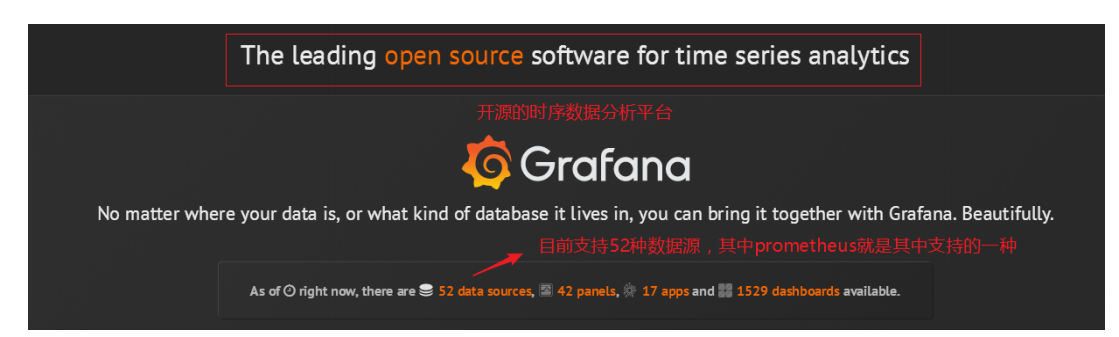 The leading open source software for time series analytics
开源的时序数据分析平台
Grafana
No matter where your data is, or what kind of database it lives in, you can bring it together with Grafana. Beautifully.
目前支持52种数据源，其中prometheus就是其中支持的一种
As of right now, there are 52 data sources, 42 panels, 17 apps and 1529 dashboards available.